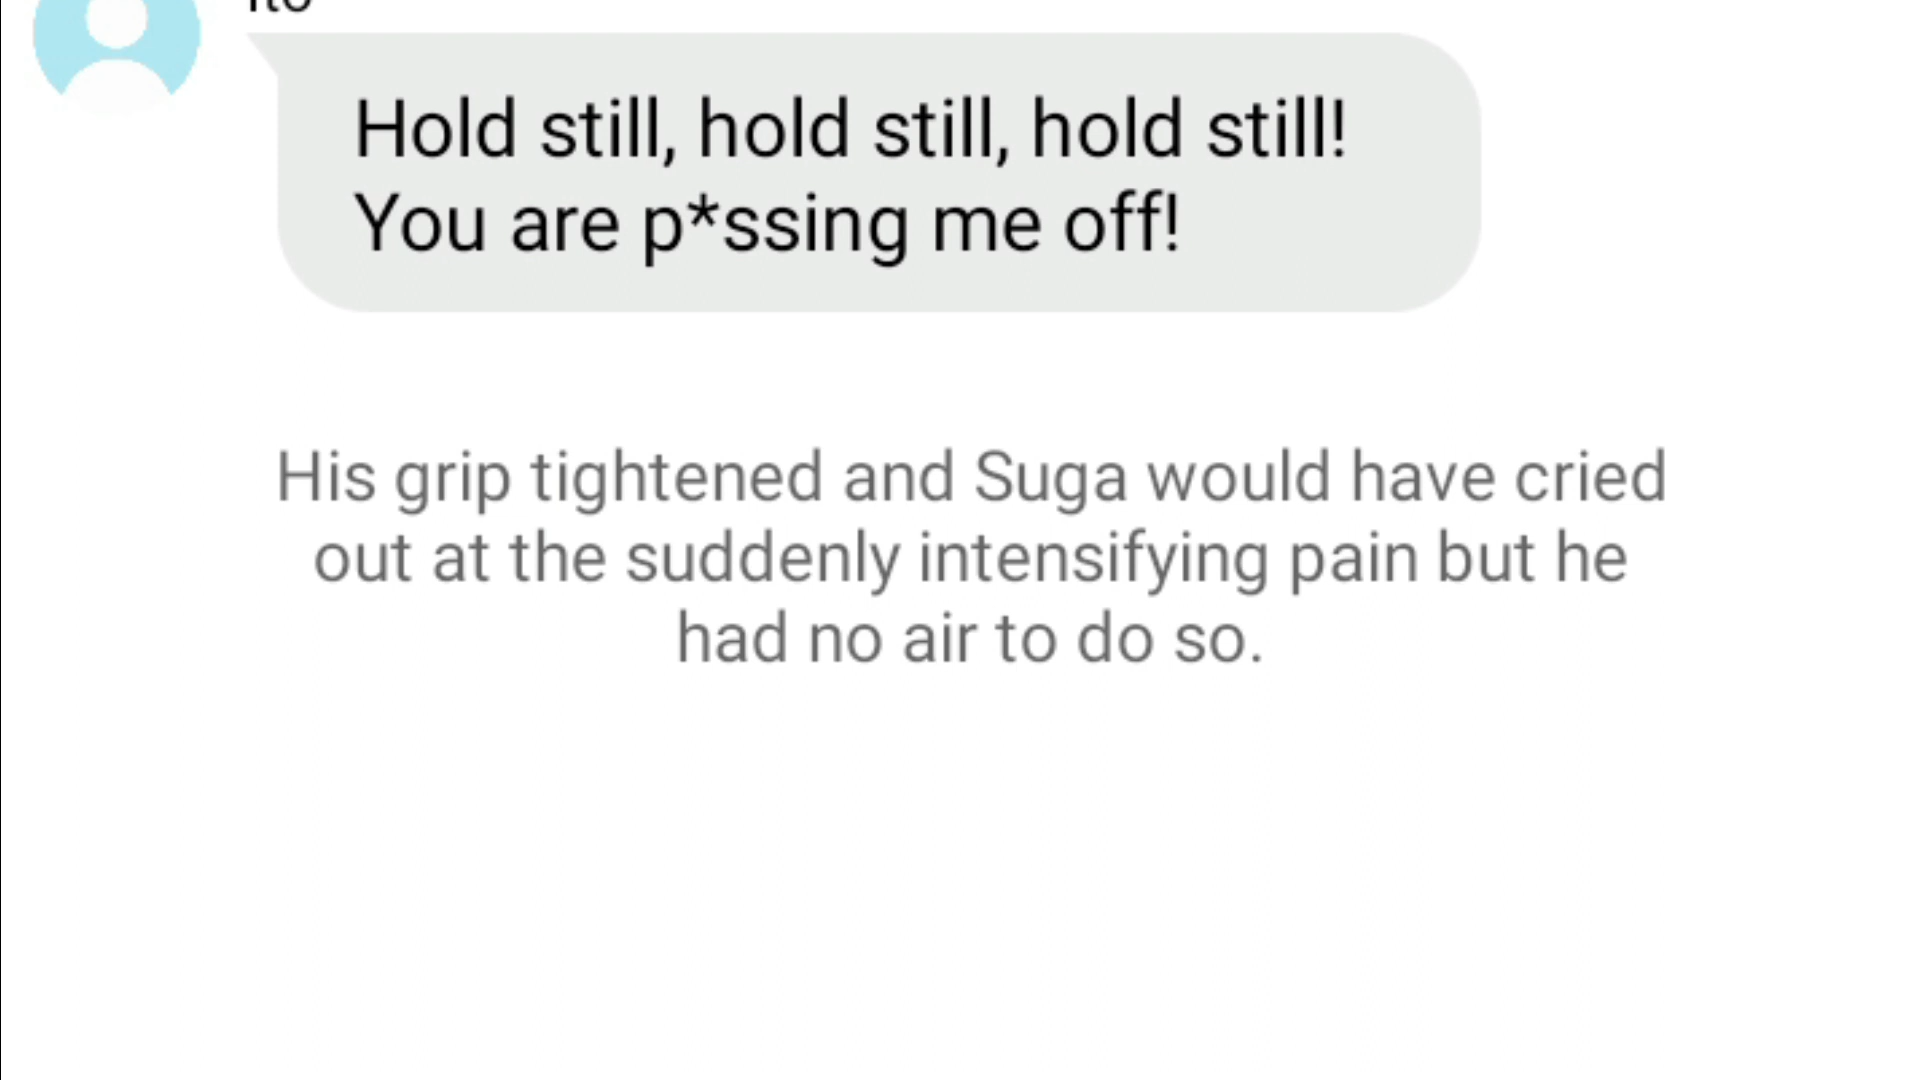 Hold still, hold still, hold still!
You are p*ssing me off!
His grip tightened and Suga would have cried
out at the suddenly intensifying pain but he
had no air to do so.